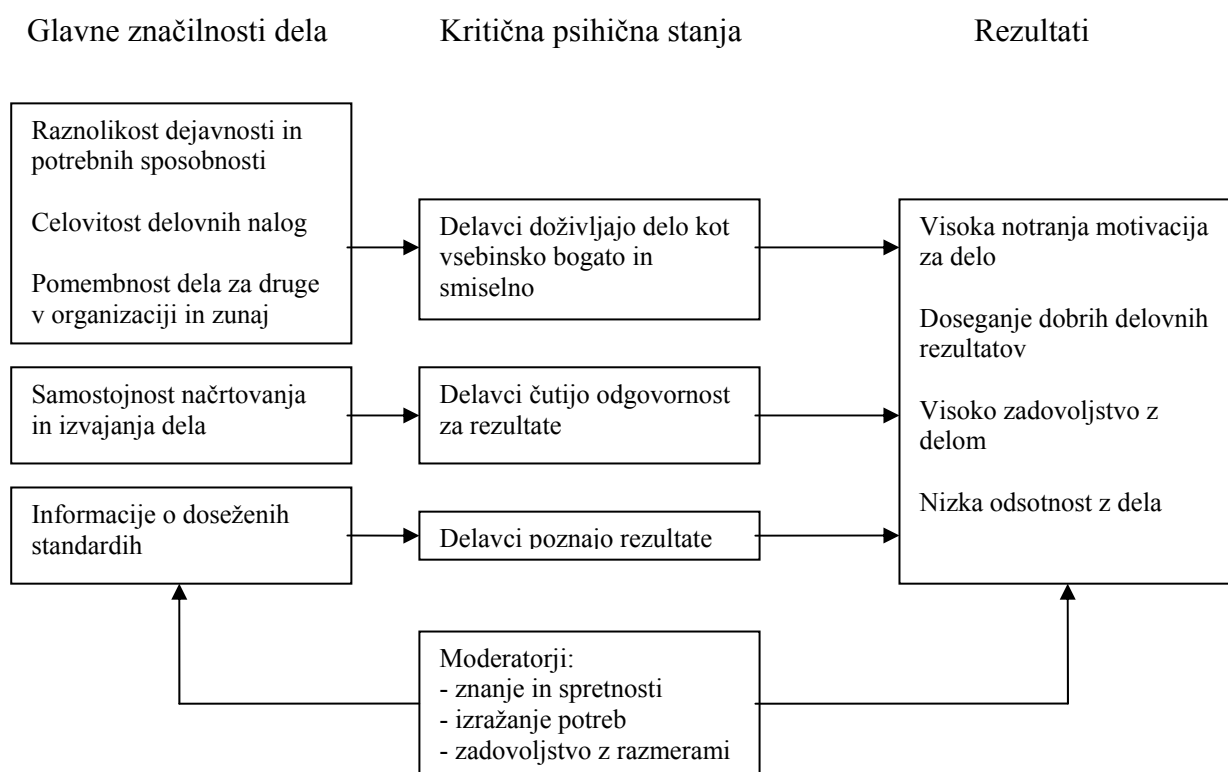 Glavne značilnosti dela
Kritična psihična stanja
Rezultati
Raznolikost dejavnosti in
potrebnih sposobnosti
Celovitost delovnih nalog
Pomembnost dela za druge
v organizaciji in zunaj
Delavci doživljajo delo kot
vsebinsko bogato in
smiselno
Visoka notranja motivacija
za delo
Doseganje dobrih delovnih
rezultatov
Visoko zadovoljstvo z
delom
Nizka odsotnost z dela
Samostojnost načrtovanja
in izvajanja dela
Delavci čutijo odgovornost
za rezultate
Informacije o doseženih
standardih
Delavci poznajo rezultate
Moderatorji:
- znanje in spretnosti
- izražanje potreb
- zadovoljstvo z razmerami